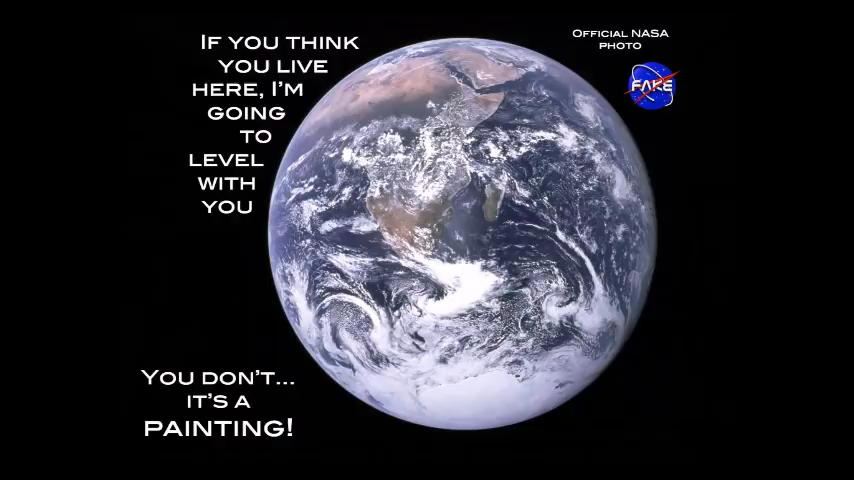 If you think
you live
here, I'm
going
to
level
with
you
Official NASA
photo
FAKE
You don't...
it's a
painting!